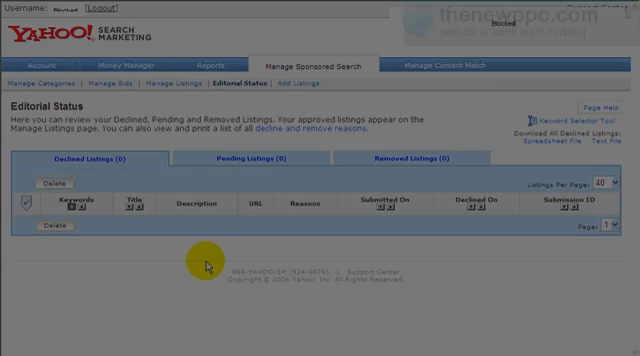 Username: Blocked [Logout]
Support Center
thenewppc.com
Blocked
YAHOO! SEARCH MARKETING
Account Money Manager Reports Manage Sponsored Search Manage Content Match
Manage Categories Manage Bids Manage Listings Editorial Status Add Listings
Editorial Status
Page Help
Here you can review your Declined, Pending and Removed Listings. Your approved listings appear on the
Manage Listings page. You can also view and print a list of all decline and remove reasons.
Keyword Selector Tool
Download All Declined Listings:
Spreadsheet File Text File
Declined Listings (0) Pending Listings (0) Removed Listings (0)
Delete Listings Per Page: 40
Keywords Title Description URL Reasons Submitted On Declined On Submission ID
Delete Page: 1
866-YAHOO-SM (924-6676) | Support Center
Copyright © 2006 Yahoo! Inc. All Rights Reserved.